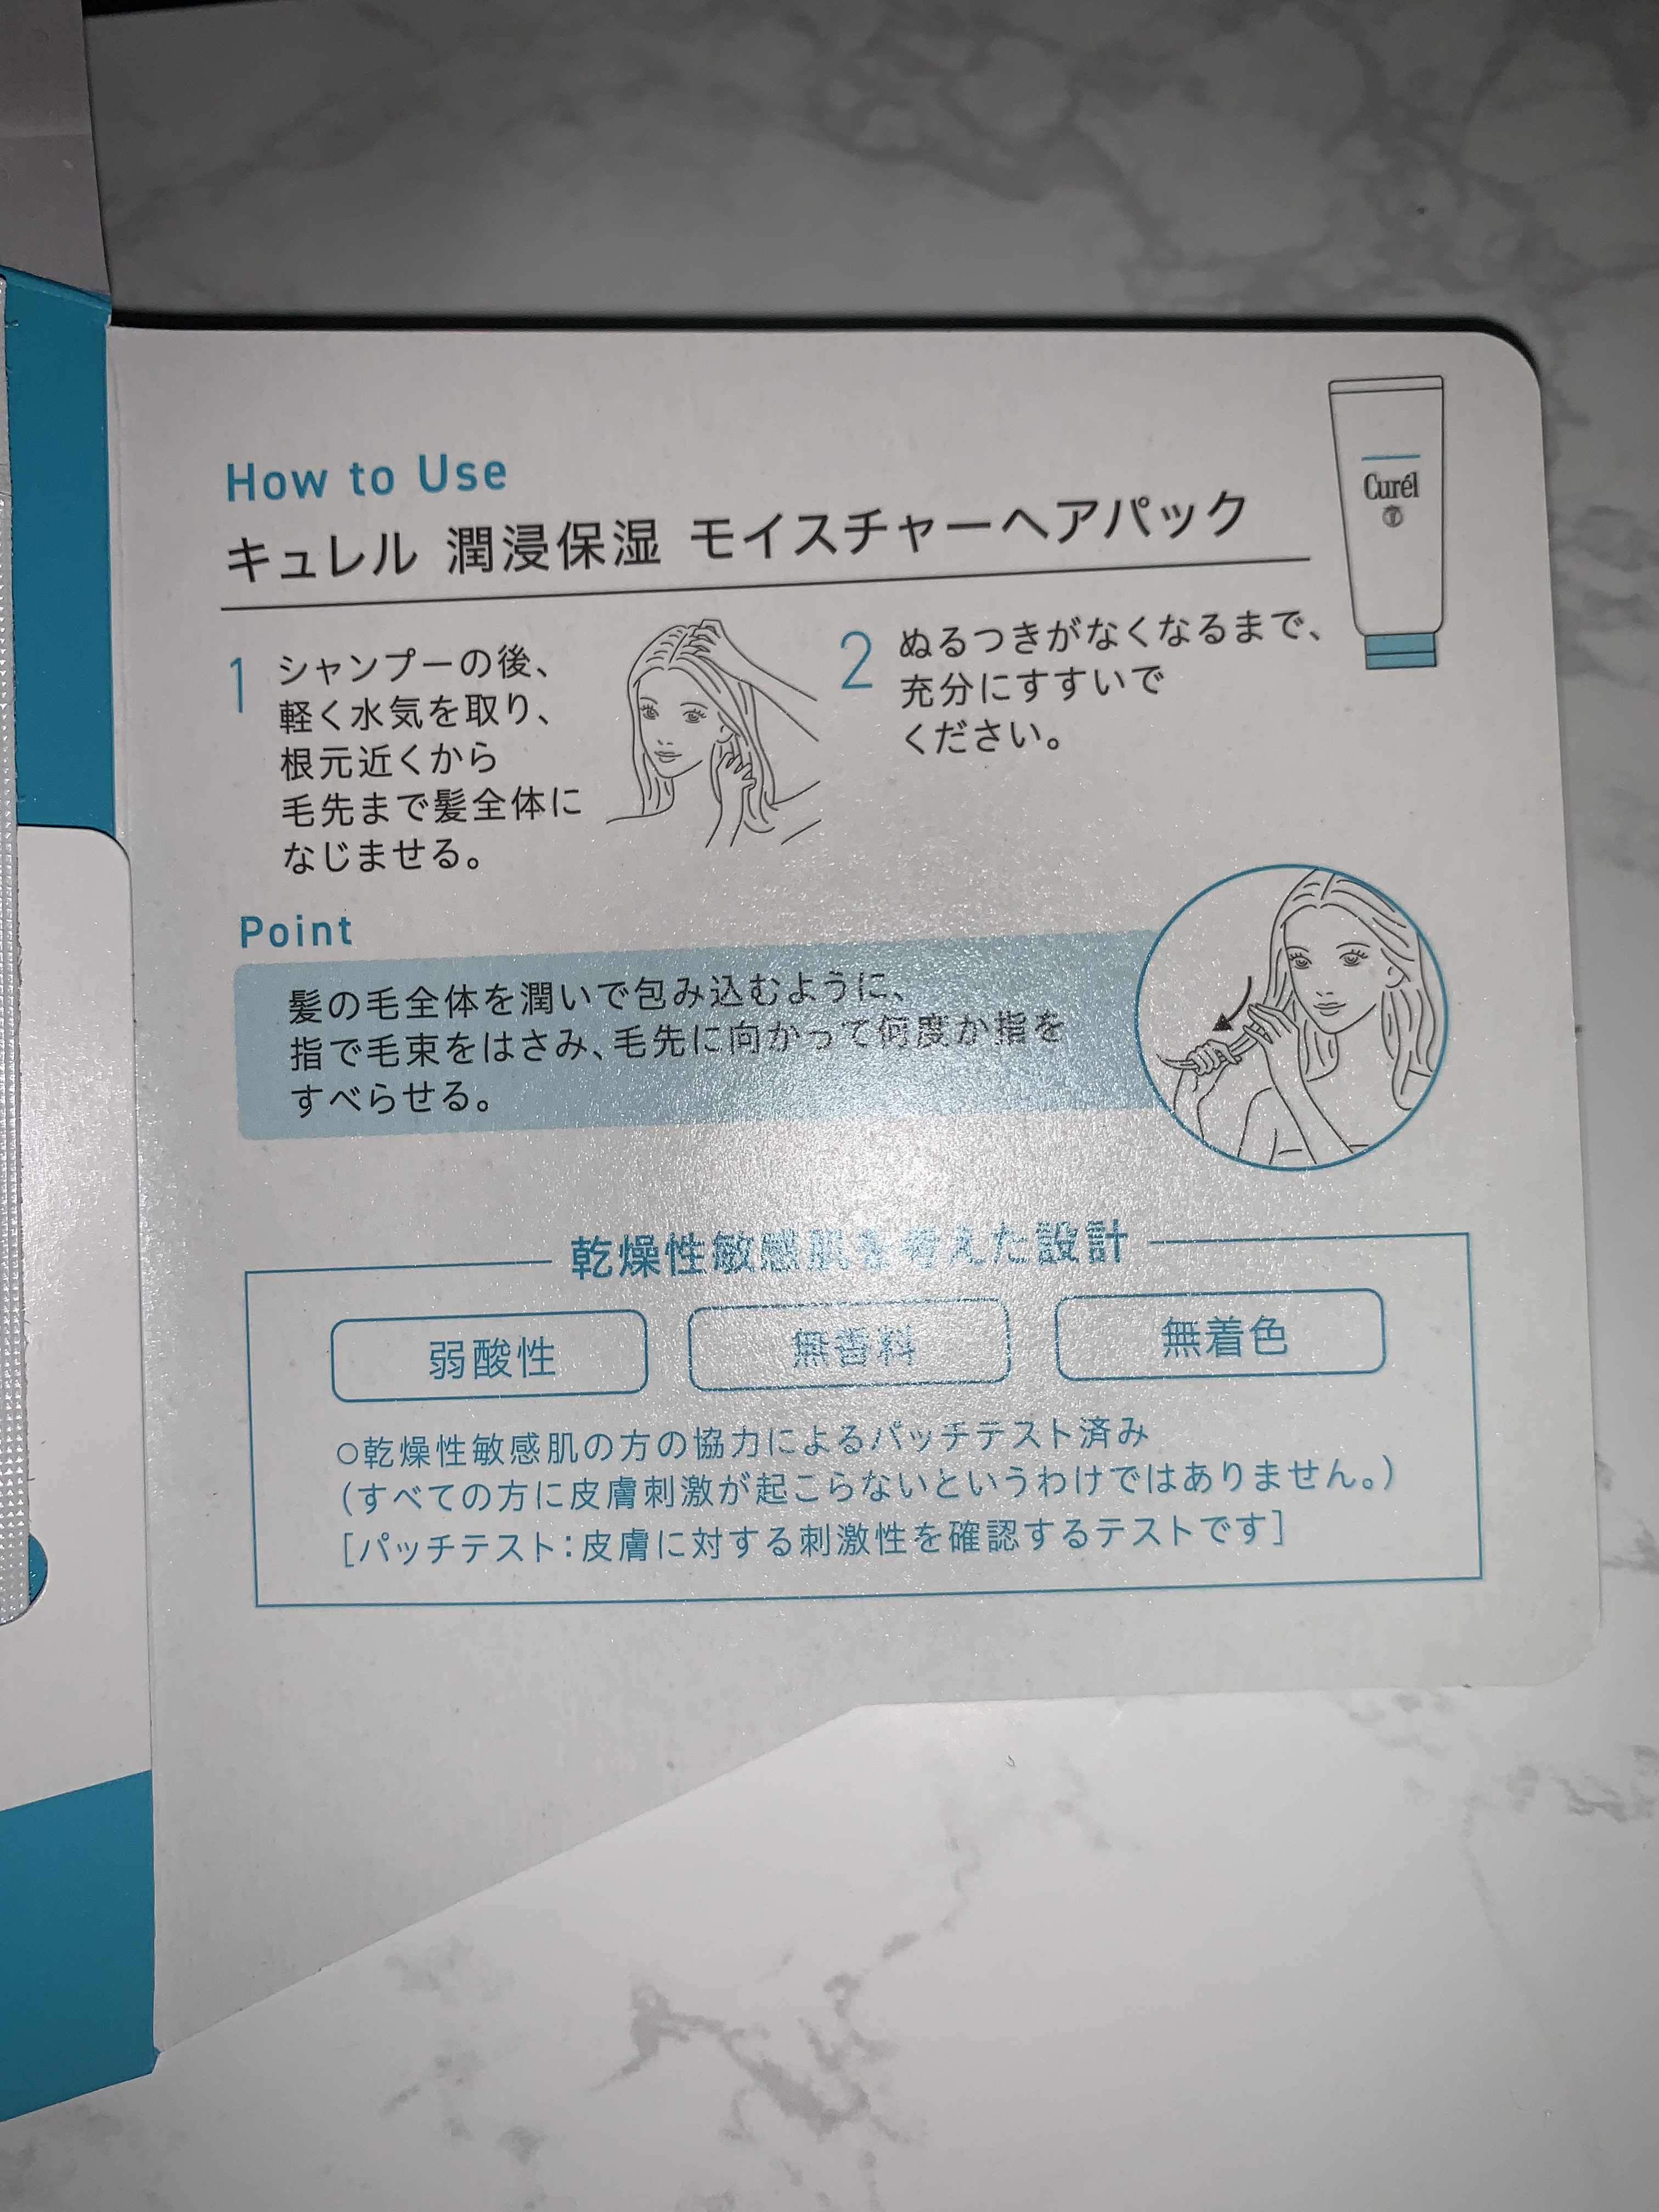 How to Use
キュレル 潤浸保湿 モイスチャーヘアパック
Curél
1 シャンプーの後、
軽く水気を取り、
根元近くから
毛先まで髪全体に
なじませる。
2 ぬるつきがなくなるまで、
充分にすすいで
ください。
Point
髪の毛全体を潤いで包み込むように、
指で毛束をはさみ、毛先に向かって何度か指を
すべらせる。
乾燥性敏感肌を考えた設計
弱酸性
無香料
無着色
○乾燥性敏感肌の方の協力によるパッチテスト済み
(すべての方に皮膚刺激が起こらないというわけではありません。)
[パッチテスト:皮膚に対する刺激性を確認するテストです]